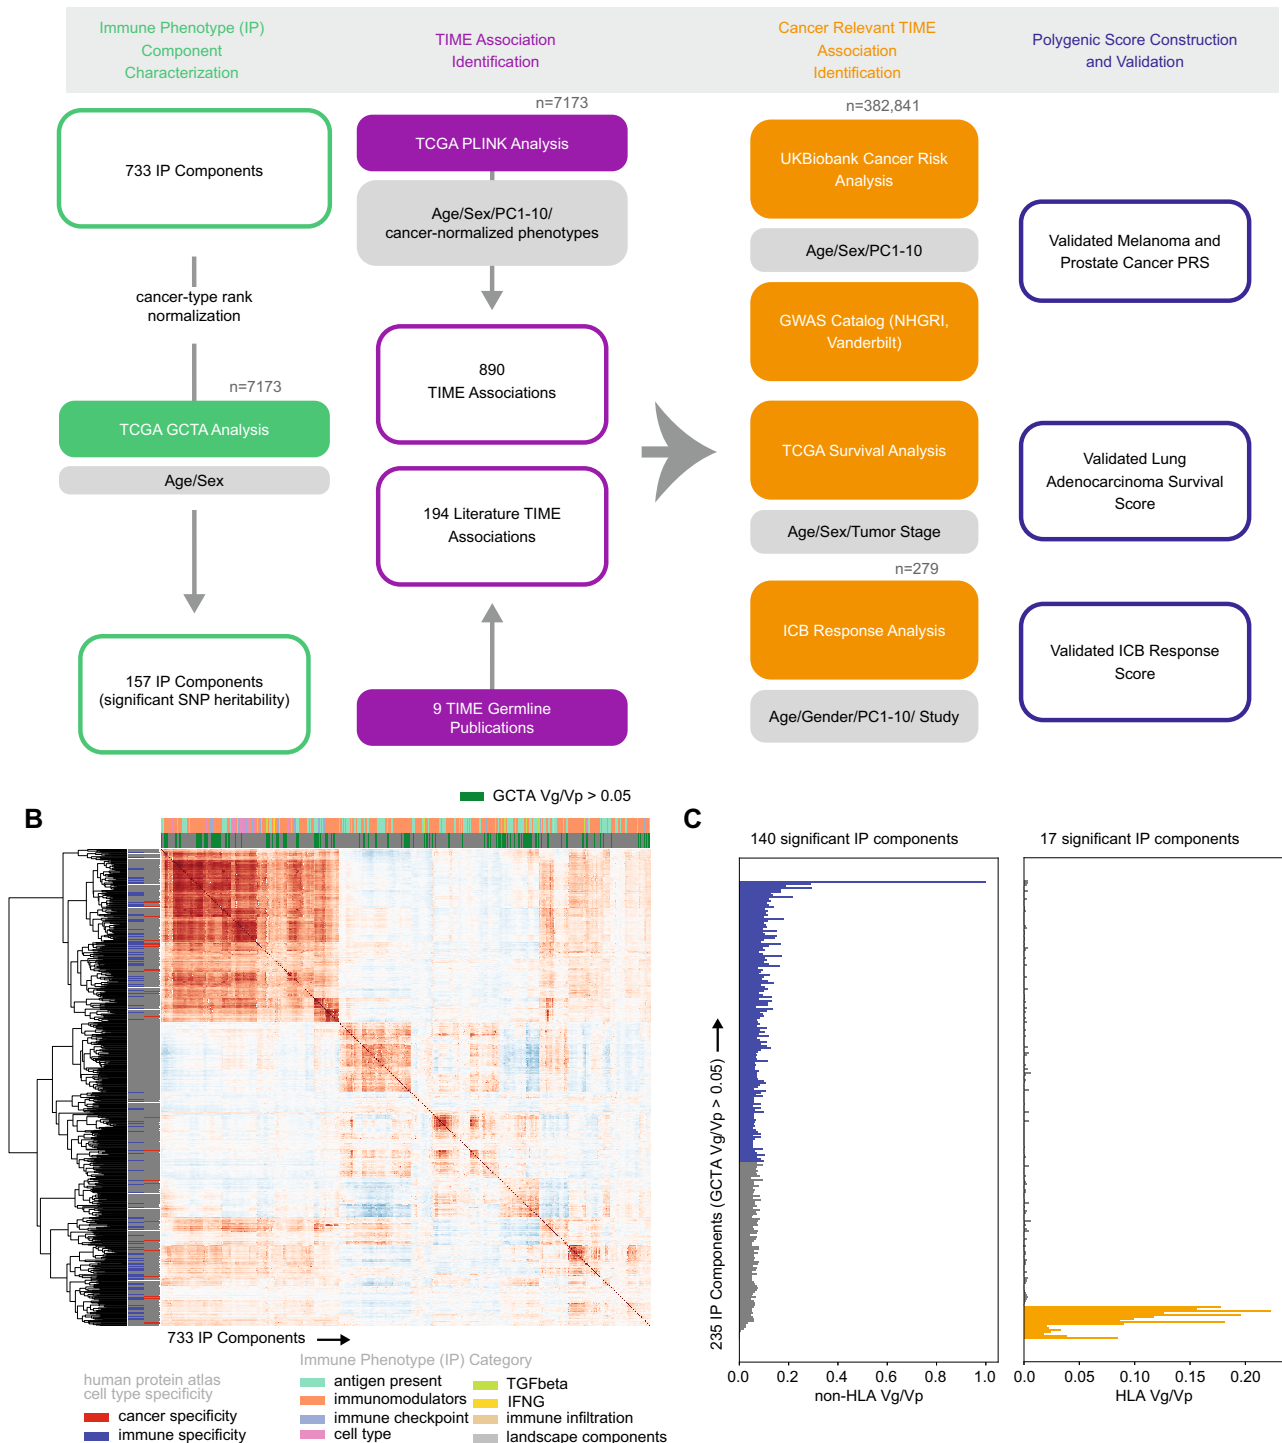 Immune Phenotype (IP)
Component
Characterization
TIME Association
Identification
Cancer Relevant TIME
Association
Identification
Polygenic Score Construction
and Validation
733 IP Components
cancer-type rank
normalization
n=7173
TCGA GCTA Analysis
Age/Sex
157 IP Components
(significant SNP heritability)
n=7173
TCGA PLINK Analysis
Age/Sex/PC1-10/
cancer-normalized phenotypes
890
TIME Associations
194 Literature TIME
Associations
9 TIME Germline
Publications
n=382,841
UKBiobank Cancer Risk
Analysis
Age/Sex/PC1-10
GWAS Catalog (NHGRI,
Vanderbilt)
TCGA Survival Analysis
Age/Sex/Tumor Stage
n=279
ICB Response Analysis
Age/Gender/PC1-10/ Study
Validated Melanoma and
Prostate Cancer PRS
Validated Lung
Adenocarcinoma Survival
Score
Validated ICB Response
Score
B
GCTA Vg/Vp > 0.05
733 IP Components
human protein atlas
cell type specificity
cancer specificity
immune specificity
Immune Phenotype (IP) Category
antigen present
immunomodulators
immune checkpoint
cell type
TGFbeta
IFNG
immune infiltration
landscape components
C
140 significant IP components
17 significant IP components
235 IP Components (GCTA Vg/Vp > 0.05)
0.0 0.2 0.4 0.6 0.8 1.0
non-HLA Vg/Vp
0.00 0.05 0.10 0.15 0.20
HLA Vg/Vp